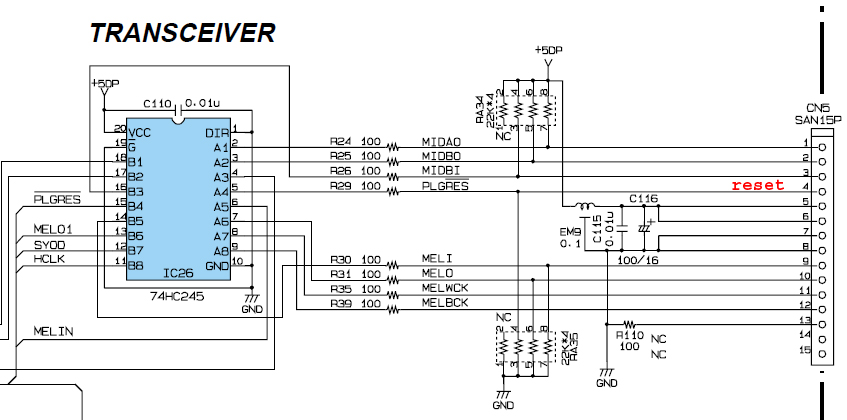 TRANSCEIVER
+5DP
+5DP
C110 0.01u
RA34
22K*4
2 4 6 8
1 3 5 7
NC
CN5
SAN15P
20 VCC DIR 1
19 G A1 2
18 B1 A2 3
17 B2 A3 4
16 B3 A4 5
15 B4 A5 6
14 B5 A6 7
13 B6 A7 8
12 B7 A8 9
11 B8 GND 10
IC26
74HC245
GND
PLGRES
MELO1
SYOD
HCLK
MELIN
R24 100 MIDAO 1
R25 100 MIDBO 2
R26 100 MIDBI 3
R29 100 PLGRES reset 4
5
6
7
8
EM9
0.1
C115
0.01u
C116
+
100/16
R30 100 MELI 9
R31 100 MELO 10
R35 100 MELWCK 11
R39 100 MELBCK 12
13
14
15
R110
100
NC
NC
NC
2 4 6 8
1 3 5 7
22K*4
RA35
GND
GND